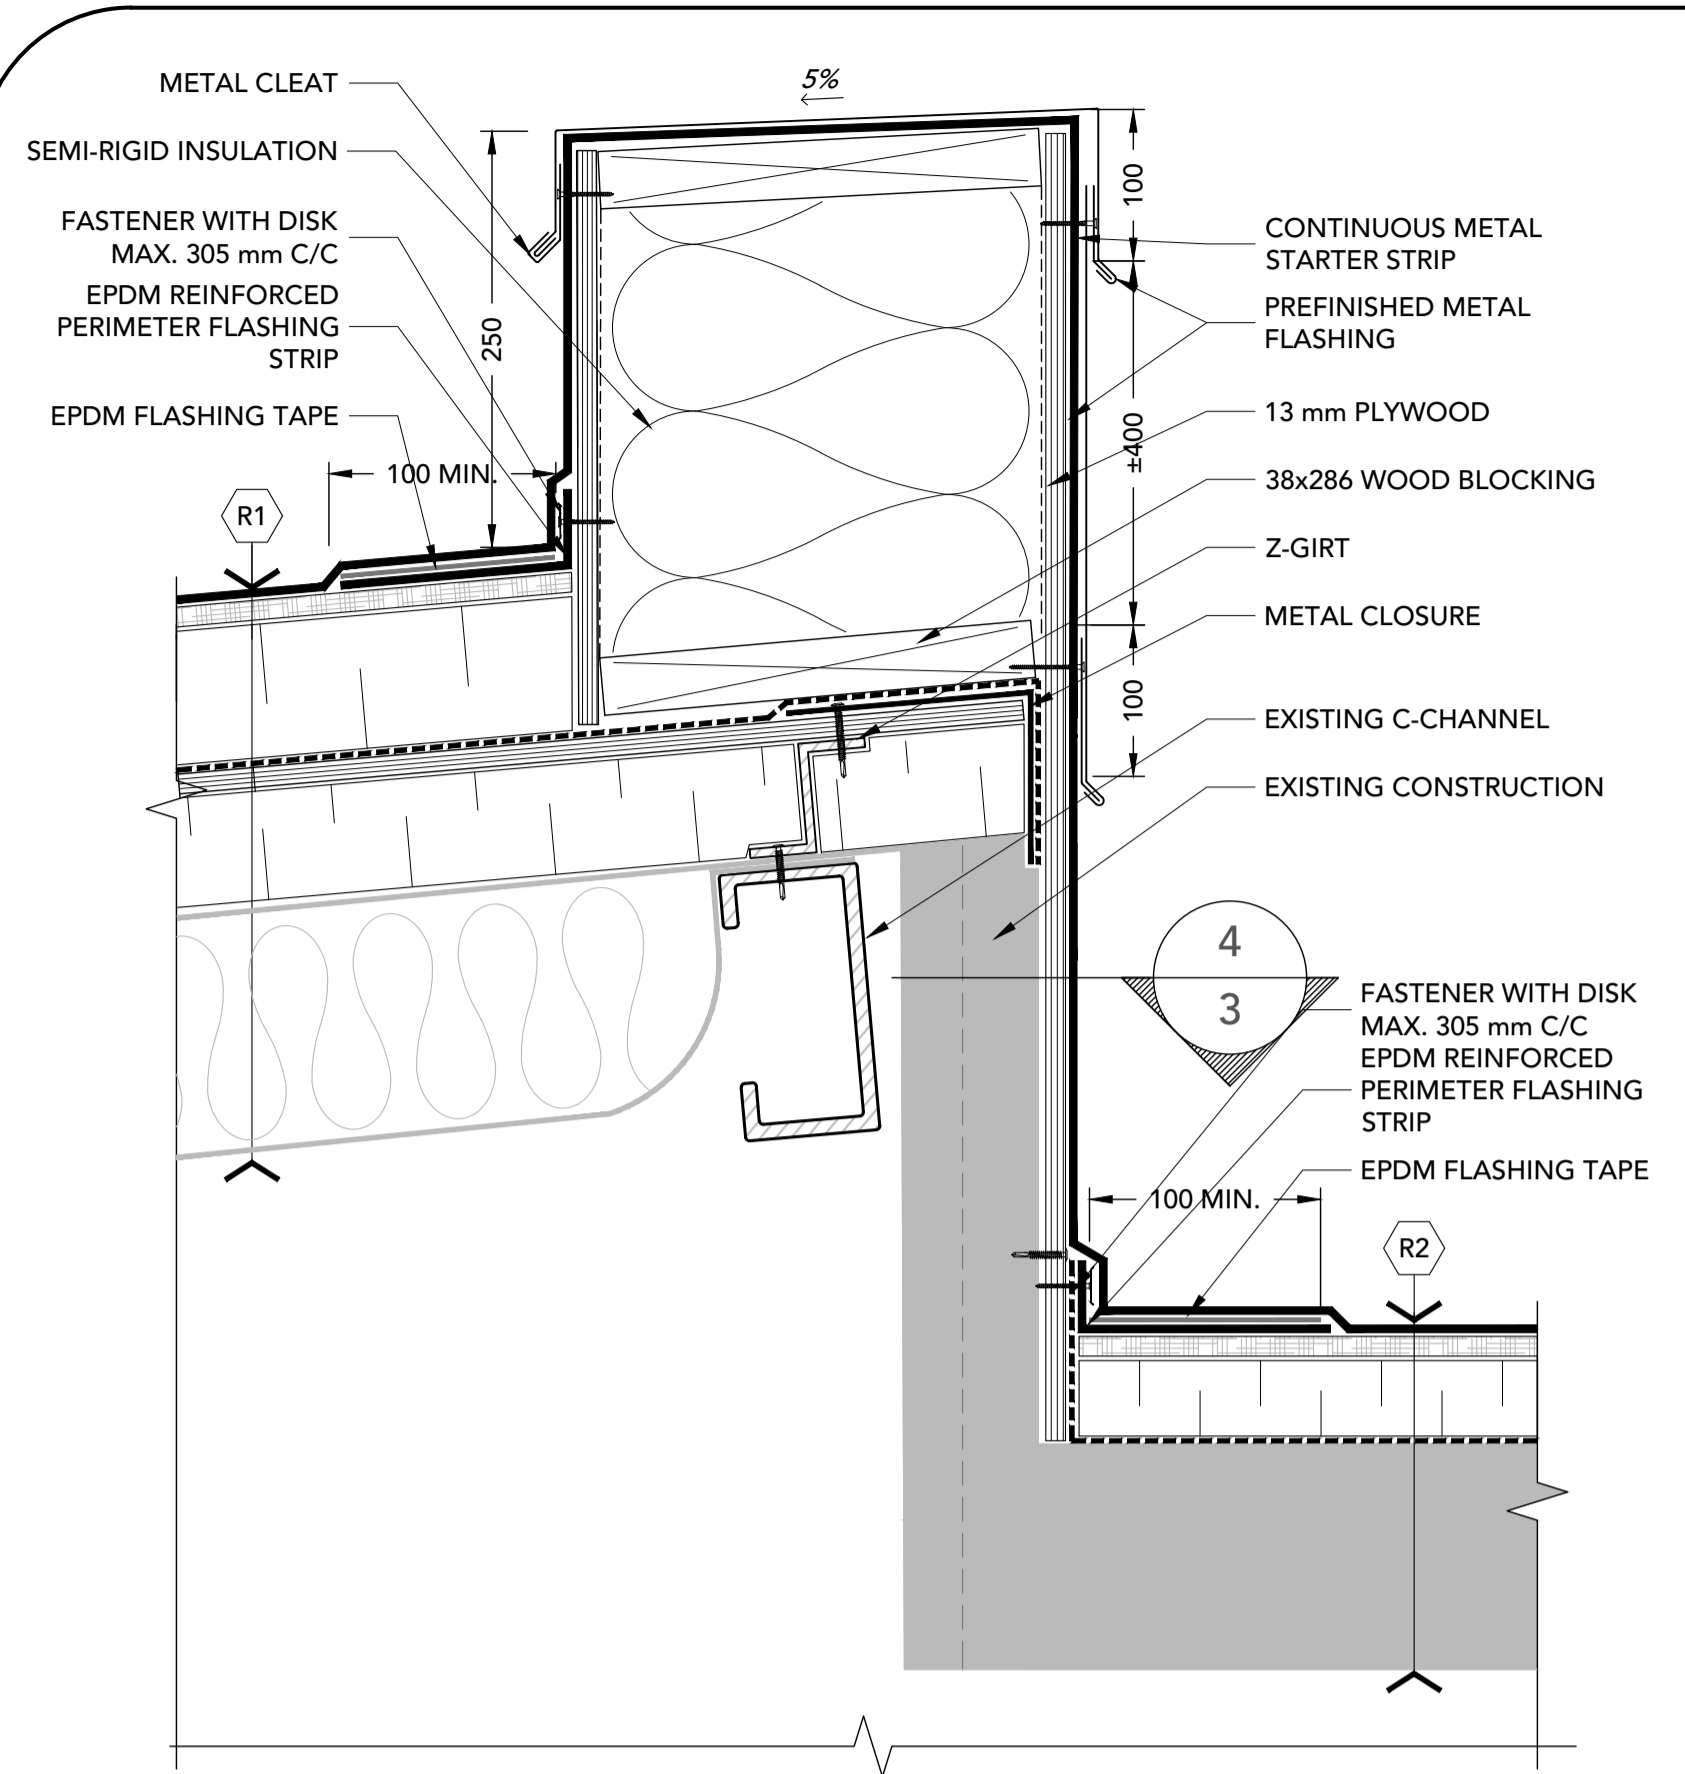 METAL CLEAT
SEMI-RIGID INSULATION
FASTENER WITH DISK
MAX. 305 mm C/C
EPDM REINFORCED
PERIMETER FLASHING
STRIP
EPDM FLASHING TAPE
100 MIN.
R1
250
5%
100
±400
100
CONTINUOUS METAL
STARTER STRIP
PREFINISHED METAL
FLASHING
13 mm PLYWOOD
38x286 WOOD BLOCKING
Z-GIRT
METAL CLOSURE
EXISTING C-CHANNEL
EXISTING CONSTRUCTION
4
3
FASTENER WITH DISK
MAX. 305 mm C/C
EPDM REINFORCED
PERIMETER FLASHING
STRIP
EPDM FLASHING TAPE
100 MIN.
R2